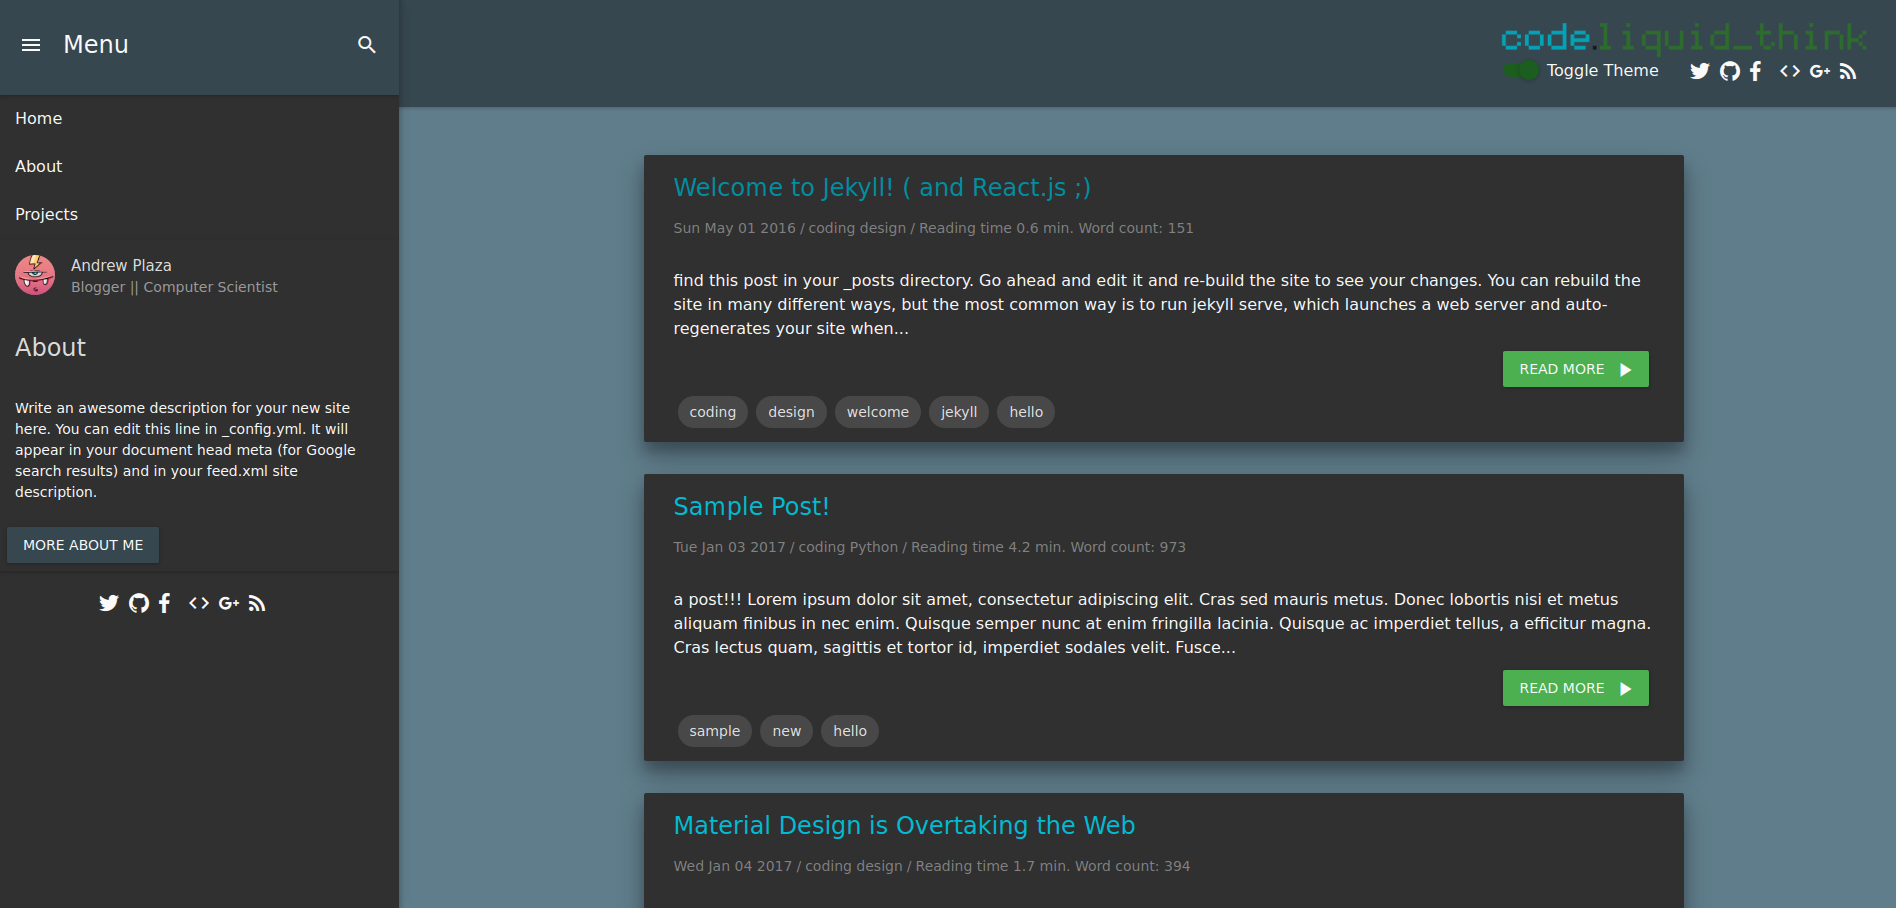 Menu
Home
About
Projects
Andrew Plaza
Blogger || Computer Scientist
About
Write an awesome description for your new site
here. You can edit this line in _config.yml. It will
appear in your document head meta (for Google
search results) and in your feed.xml site
description.
MORE ABOUT ME
code.liquid_think
Toggle Theme
Welcome to Jekyll! ( and React.js ;)
Sun May 01 2016 / coding design / Reading time 0.6 min. Word count: 151
find this post in your _posts directory. Go ahead and edit it and re-build the site to see your changes. You can rebuild the
site in many different ways, but the most common way is to run jekyll serve, which launches a web server and auto-
regenerates your site when...
READ MORE
coding design welcome jekyll hello
Sample Post!
Tue Jan 03 2017 / coding Python / Reading time 4.2 min. Word count: 973
a post!!! Lorem ipsum dolor sit amet, consectetur adipiscing elit. Cras sed mauris metus. Donec lobortis nisi et metus
aliquam finibus in nec enim. Quisque semper nunc at enim fringilla lacinia. Quisque ac imperdiet tellus, a efficitur magna.
Cras lectus quam, sagittis et tortor id, imperdiet sodales velit. Fusce...
READ MORE
sample new hello
Material Design is Overtaking the Web
Wed Jan 04 2017 / coding design / Reading time 1.7 min. Word count: 394